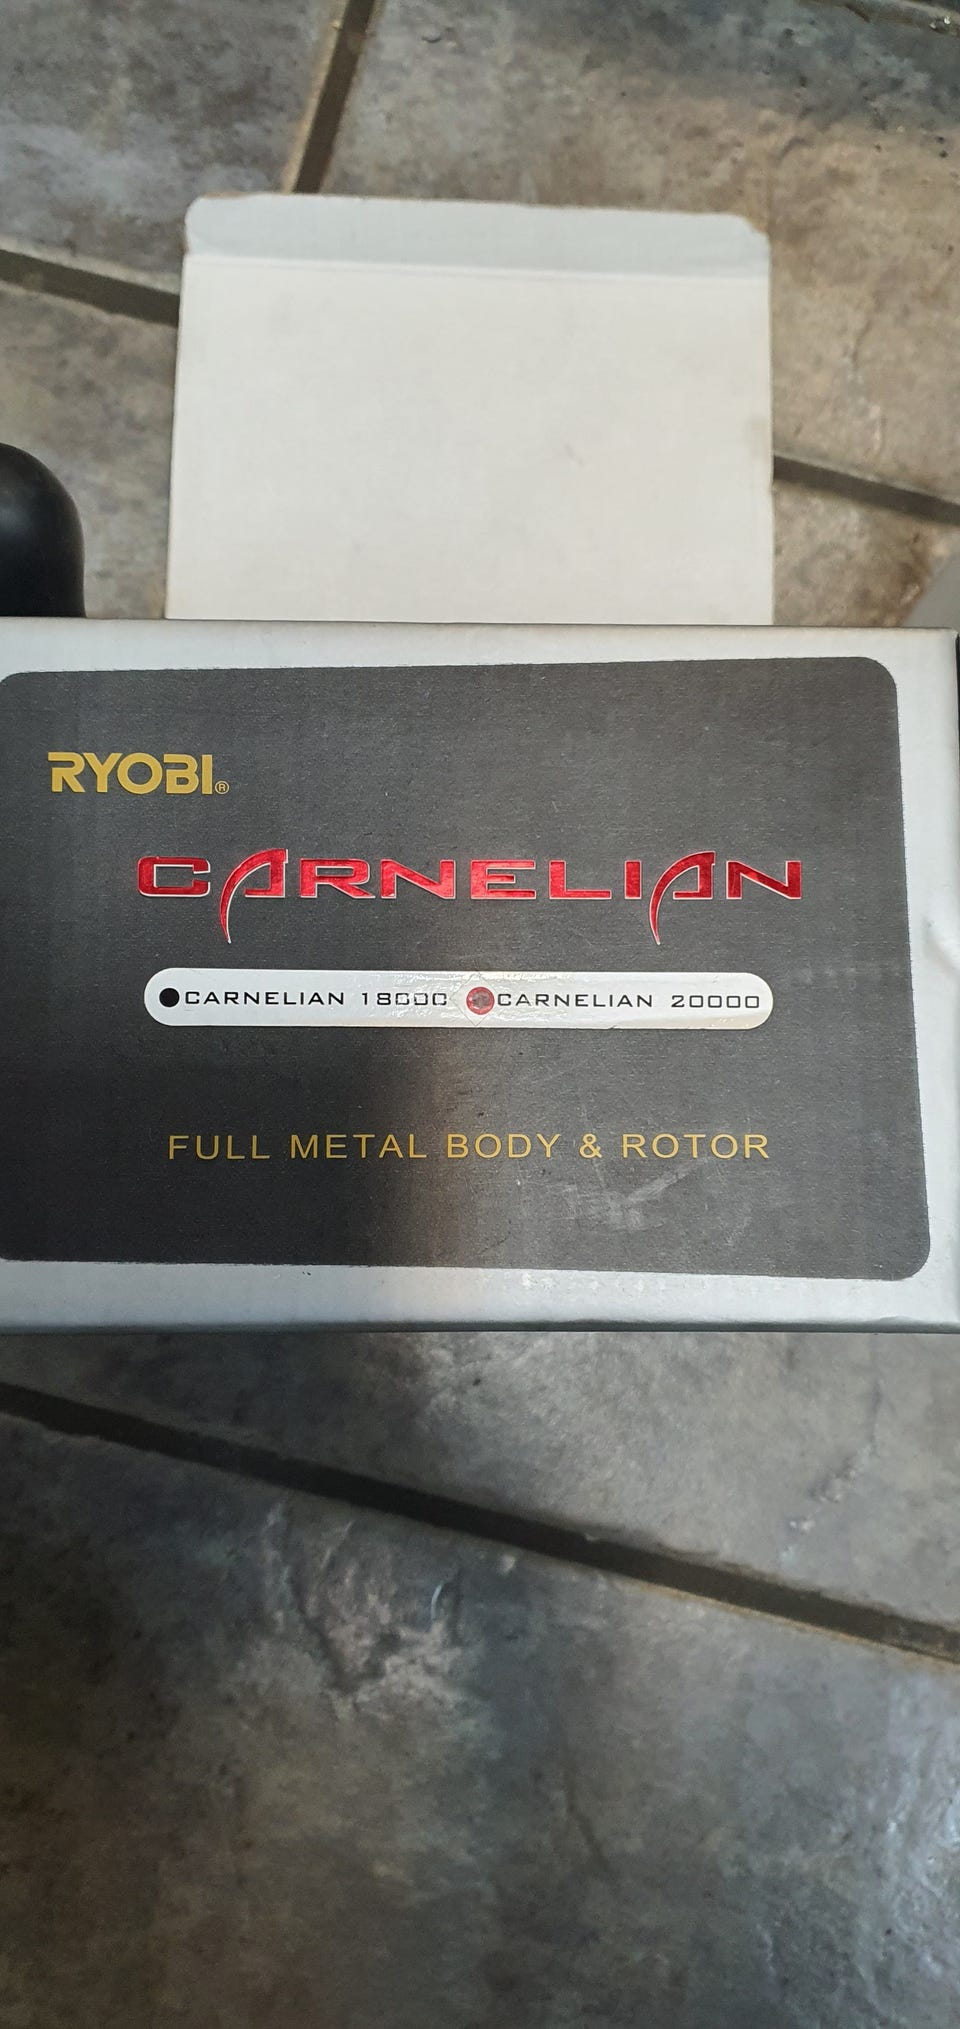 RYOBI®
CARNELIAN
CARNELIAN 18000 CARNELIAN 20000
FULL METAL BODY & ROTOR